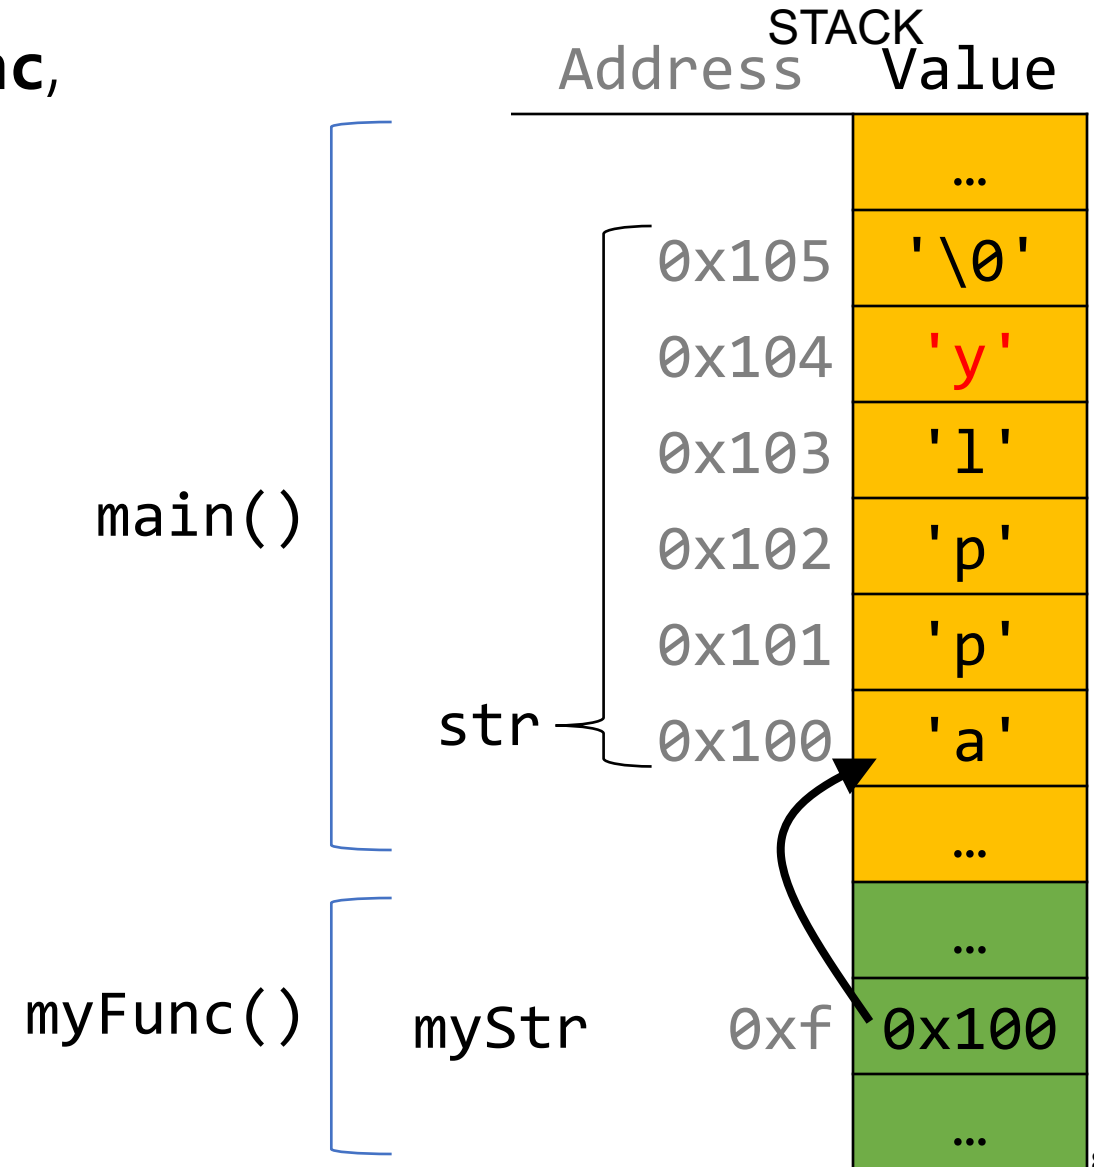 STACK
nc,
Address Value
…
0x105 '\0'
0x104 'y'
0x103 'l'
main()
0x102 'p'
0x101 'p'
str
0x100 'a'
…
…
myFunc() myStr 0xf 0x100
…